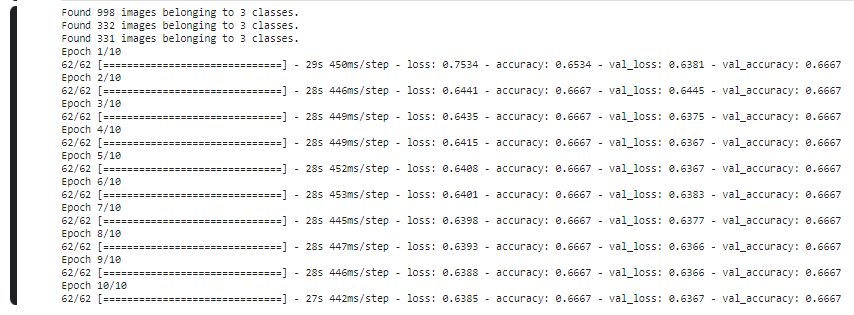 Found 998 images belonging to 3 classes.
Found 332 images belonging to 3 classes.
Found 331 images belonging to 3 classes.
Epoch 1/10
62/62 [==============================] - 29s 450ms/step - loss: 0.7534 - accuracy: 0.6534 - val_loss: 0.6381 - val_accuracy: 0.6667
Epoch 2/10
62/62 [==============================] - 28s 446ms/step - loss: 0.6441 - accuracy: 0.6667 - val_loss: 0.6445 - val_accuracy: 0.6667
Epoch 3/10
62/62 [==============================] - 28s 449ms/step - loss: 0.6435 - accuracy: 0.6667 - val_loss: 0.6375 - val_accuracy: 0.6667
Epoch 4/10
62/62 [==============================] - 28s 449ms/step - loss: 0.6415 - accuracy: 0.6667 - val_loss: 0.6367 - val_accuracy: 0.6667
Epoch 5/10
62/62 [==============================] - 28s 452ms/step - loss: 0.6408 - accuracy: 0.6667 - val_loss: 0.6367 - val_accuracy: 0.6667
Epoch 6/10
62/62 [==============================] - 28s 453ms/step - loss: 0.6401 - accuracy: 0.6667 - val_loss: 0.6383 - val_accuracy: 0.6667
Epoch 7/10
62/62 [==============================] - 28s 445ms/step - loss: 0.6398 - accuracy: 0.6667 - val_loss: 0.6377 - val_accuracy: 0.6667
Epoch 8/10
62/62 [==============================] - 28s 447ms/step - loss: 0.6393 - accuracy: 0.6667 - val_loss: 0.6366 - val_accuracy: 0.6667
Epoch 9/10
62/62 [==============================] - 28s 446ms/step - loss: 0.6388 - accuracy: 0.6667 - val_loss: 0.6366 - val_accuracy: 0.6667
Epoch 10/10
62/62 [==============================] - 27s 442ms/step - loss: 0.6385 - accuracy: 0.6667 - val_loss: 0.6367 - val_accuracy: 0.6667